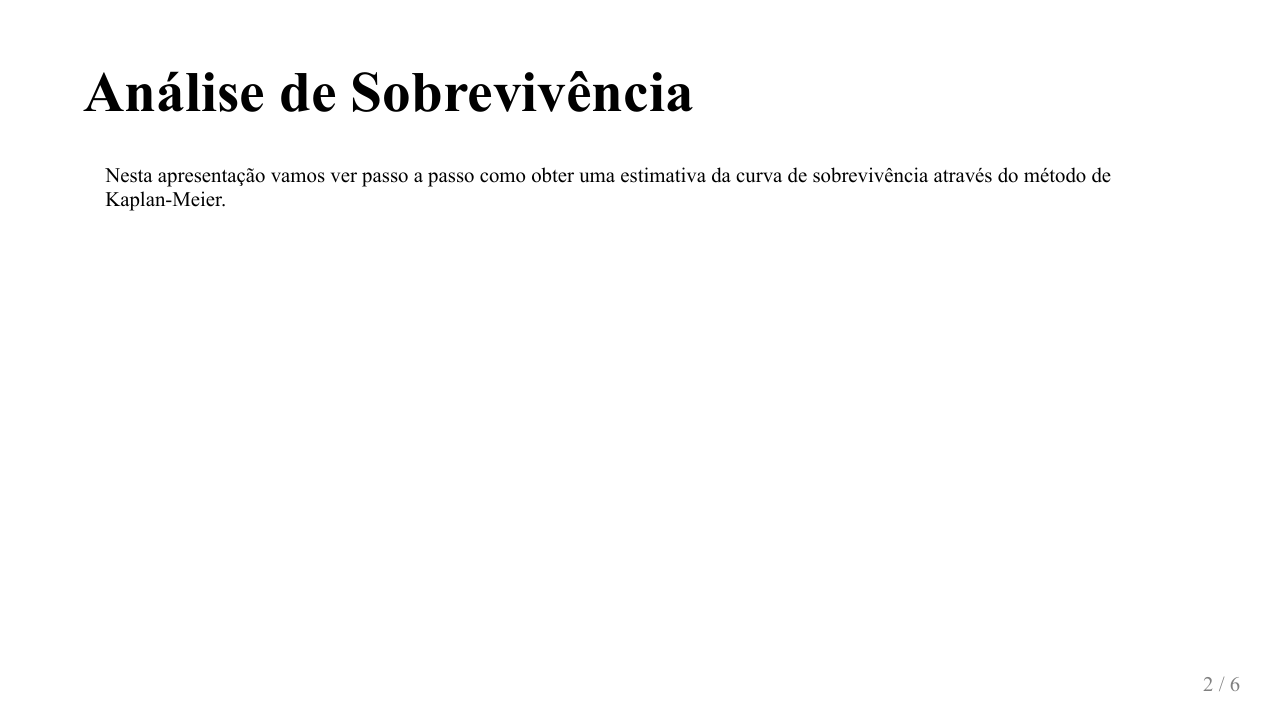 Análise de Sobrevivência
Nesta apresentação vamos ver passo a passo como obter uma estimativa da curva de sobrevivência através do método de
Kaplan-Meier.
2 / 6